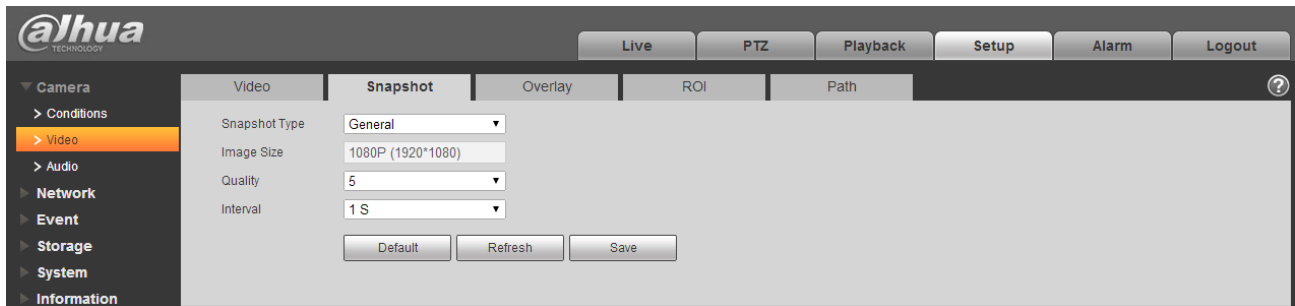 alhua
TECHNOLOGY
Live PTZ Playback Setup Alarm Logout
Camera
> Conditions
> Video
> Audio
Network
Event
Storage
System
Information
Video Snapshot Overlay ROI Path ?
Snapshot Type General
Image Size 1080P (1920*1080)
Quality 5
Interval 1 S
Default Refresh Save